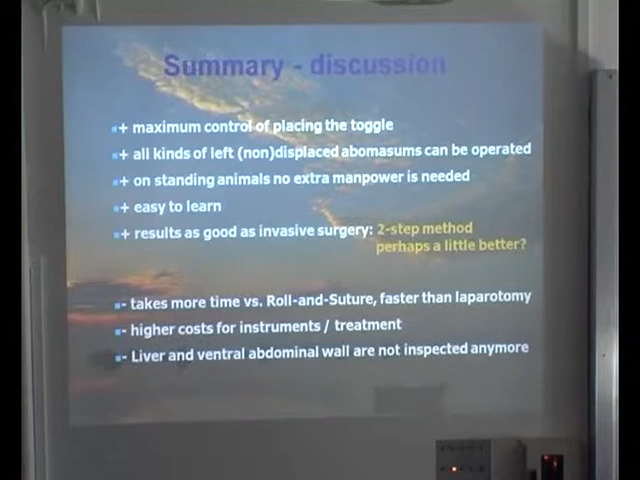 Summary - discussion
+ maximum control of placing the toggle
+ all kinds of left (non)displaced abomasums can be operated
+ on standing animals no extra manpower is needed
+ easy to learn
+ results as good as invasive surgery: 2-step method
perhaps a little better?
- takes more time vs. Roll-and-Suture, faster than laparotomy
- higher costs for instruments / treatment
- Liver and ventral abdominal wall are not inspected anymore